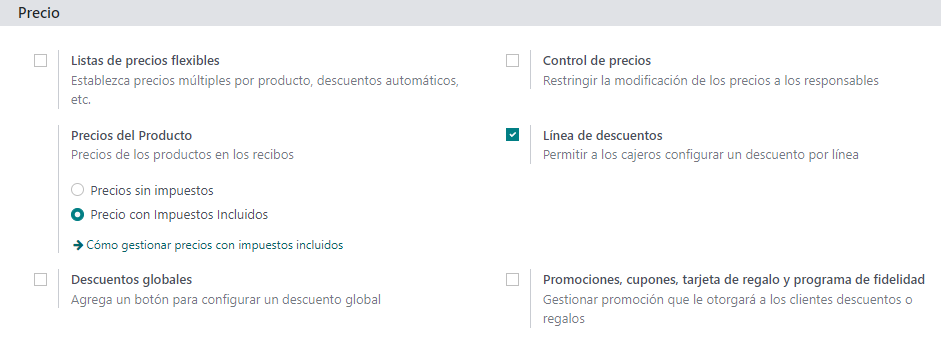 Precio
Listas de precios flexibles
Establezca precios múltiples por producto, descuentos automáticos,
etc.
Control de precios
Restringir la modificación de los precios a los responsables
Precios del Producto
Precios de los productos en los recibos
Precios sin impuestos
Precio con Impuestos Incluidos
Cómo gestionar precios con impuestos incluidos
Línea de descuentos
Permitir a los cajeros configurar un descuento por línea
Descuentos globales
Agrega un botón para configurar un descuento global
Promociones, cupones, tarjeta de regalo y programa de fidelidad
Gestionar promoción que le otorgará a los clientes descuentos o
regalos